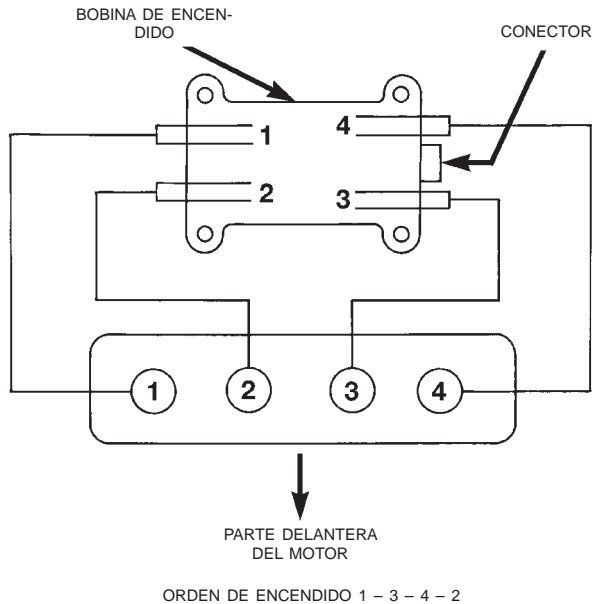 BOBINA DE ENCEN-
DIDO
CONECTOR
1
4
2
3
1
2
3
4
PARTE DELANTERA
DEL MOTOR
ORDEN DE ENCENDIDO 1 – 3 – 4 – 2